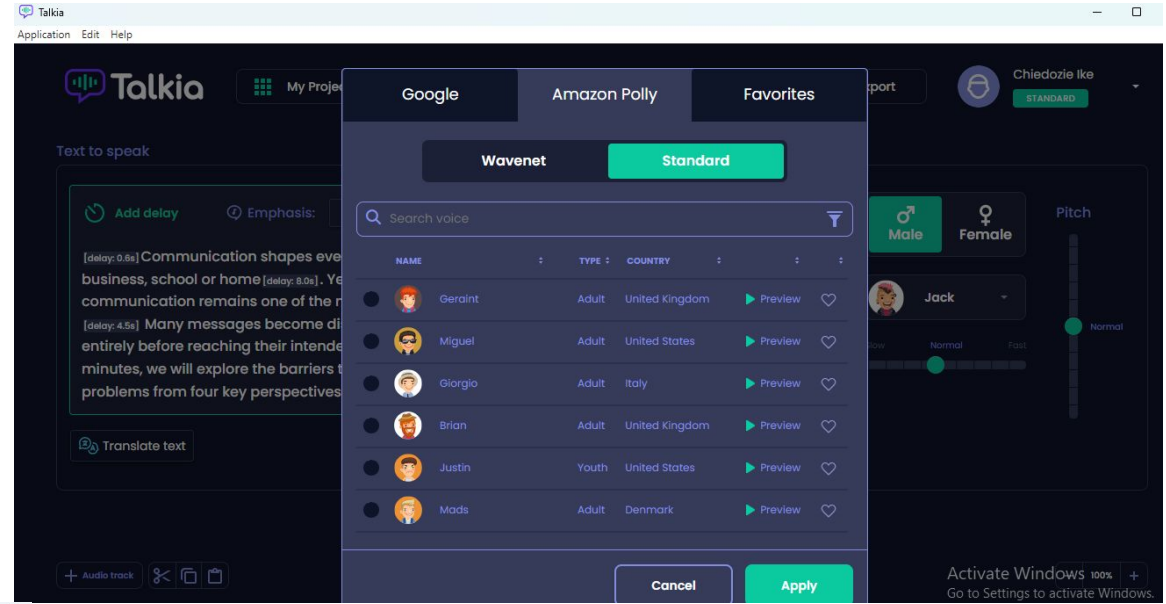 Talkia
Application Edit Help
Talkia
My Proje
xport
Chiedozie Ike
STANDARD
Google Amazon Polly Favorites
Wavenet Standard
Search voice
NAME TYPE COUNTRY
Geraint Adult United Kingdom Preview
Miguel Adult United States Preview
Giorgio Adult Italy Preview
Brian Adult United Kingdom Preview
Justin Youth United States Preview
Mads Adult Denmark Preview
Cancel Apply
Text to speak
Add delay Emphasis:
[delay: 0.6s] Communication shapes eve
business, school or home [delay: 8.0s]. Ye
communication remains one of the
[delay: 4.5s] Many messages become di
entirely before reaching their intende
minutes, we will explore the barriers t
problems from four key perspectives
Translate text
Male Female
Pitch
Jack
Normal
Normal Fast
+ Audio track
100% +
Activate Windows
Go to Settings to activate Windows.